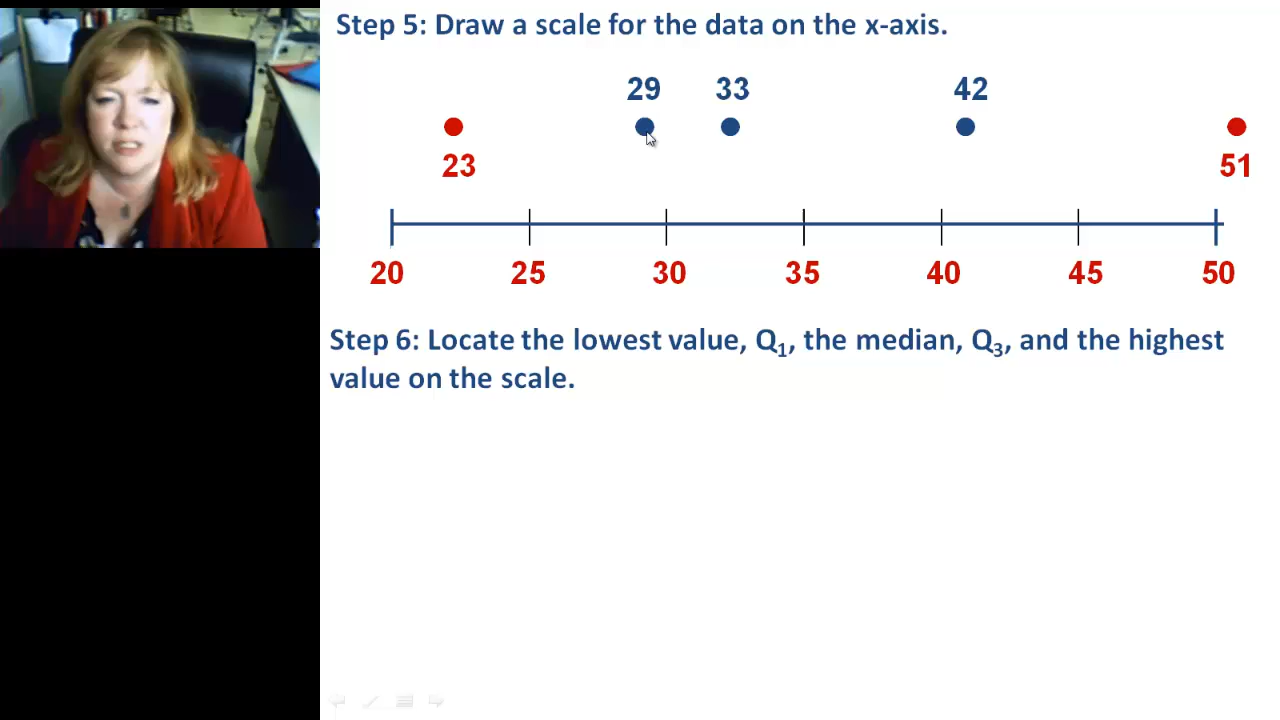 Step 5: Draw a scale for the data on the x-axis.
29 33 42
23 51
20 25 30 35 40 45 50
Step 6: Locate the lowest value, Q1, the median, Q3, and the highest
value on the scale.